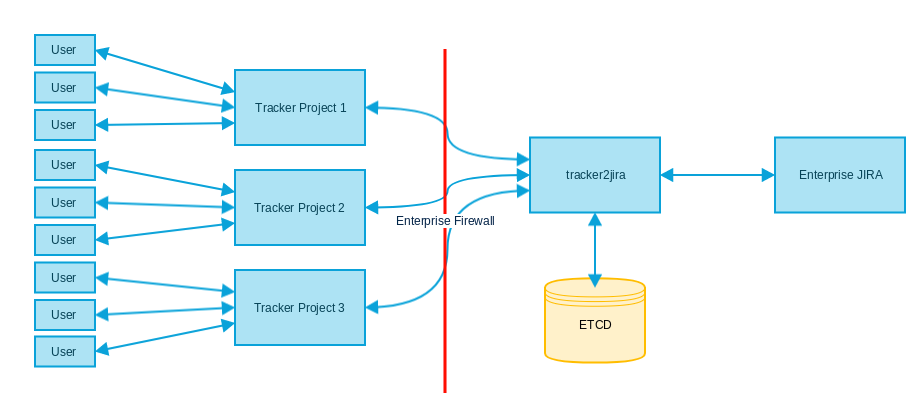 User
User
User
User
User
User
User
User
User
Tracker Project 1
Tracker Project 2
Tracker Project 3
Enterprise Firewall
tracker2jira
ETCD
Enterprise JIRA